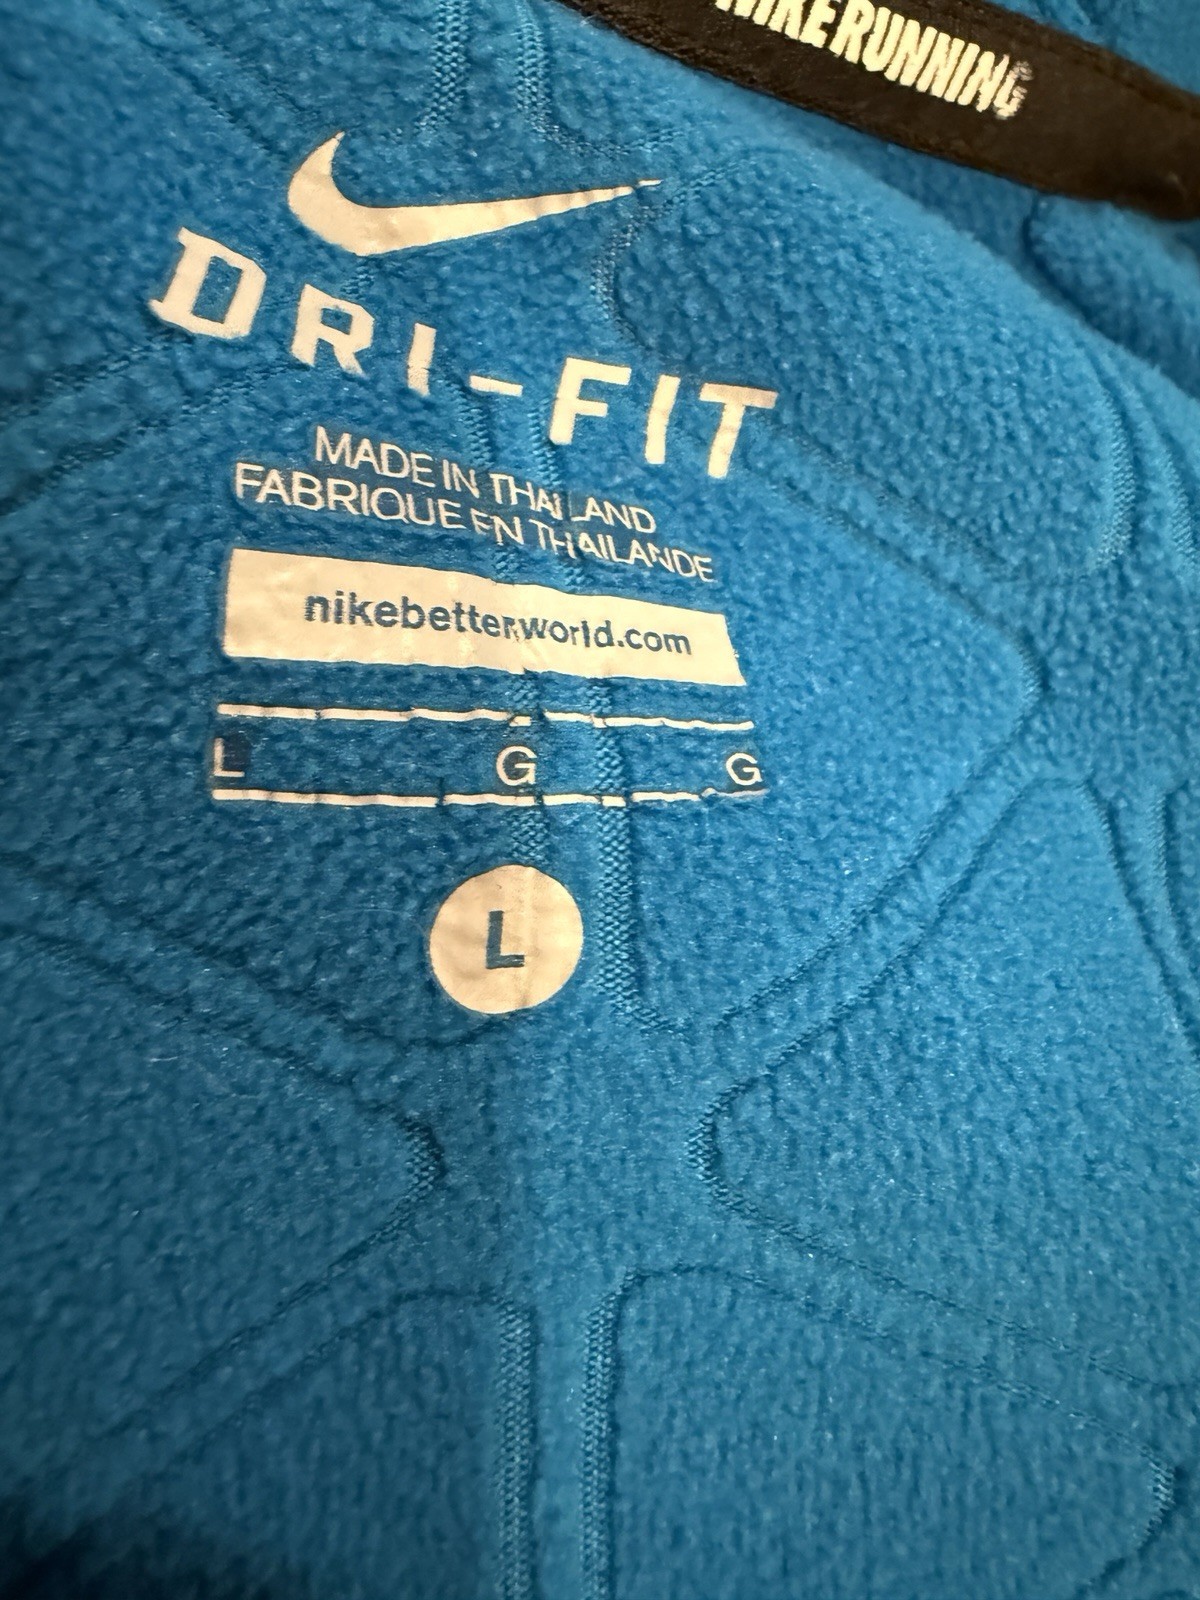 NIKE RUNNING
DRI-FIT
MADE IN THAILAND
FABRIQUE EN THAILANDE
nikebetterworld.com
L G G
L